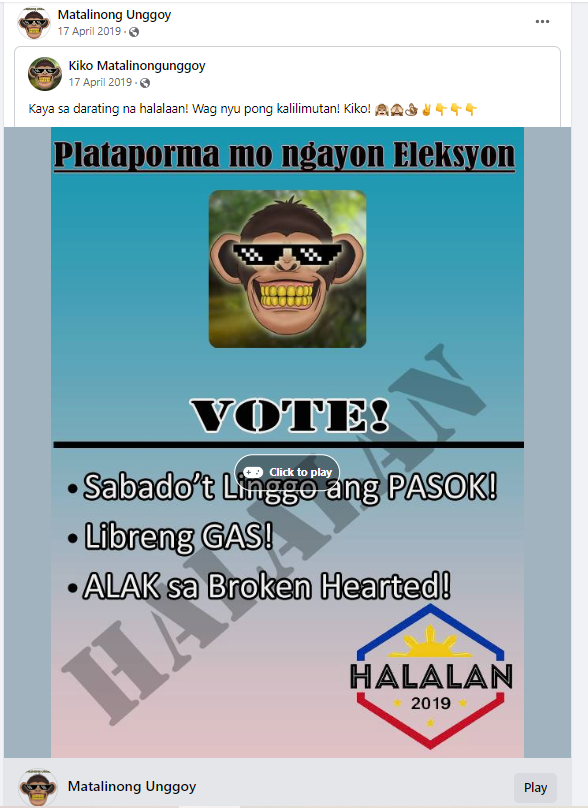 Matalinong Unggoy
17 April 2019 ·
Kiko Matalinongunggoy
17 April 2019 ·
Kaya sa darating na halalaan! Wag nyu pong kalilimutan! Kiko! 🙈🙈🐒✌👇👇👇
Plataporma mo ngayon Eleksyon
VOTE!
Click to play
• Sabado't Linggo ang PASOK!
• Libreng GAS!
• ALAK sa Broken Hearted!
HALALAN
HALALAN
2019
Matalinong Unggoy
Play